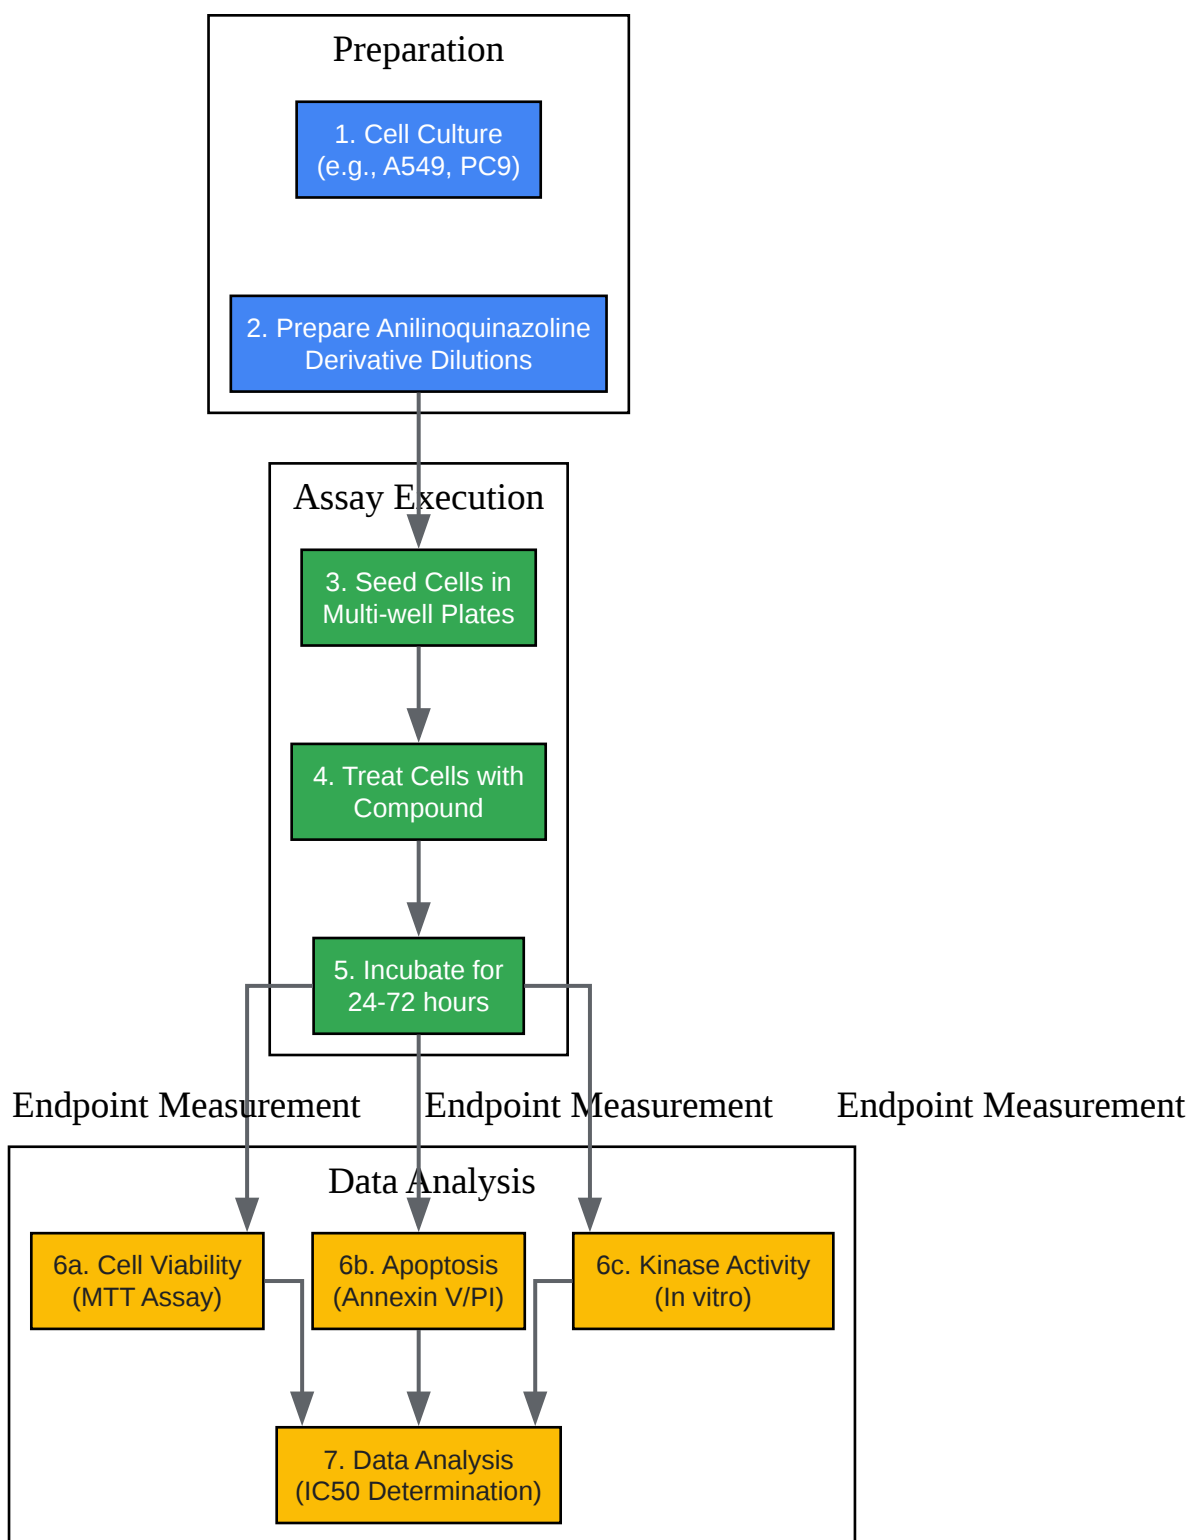 Preparation
1. Cell Culture
(e.g., A549, PC9)
2. Prepare Anilinoquinazoline
Derivative Dilutions
Assay Execution
3. Seed Cells in
Multi-well Plates
4. Treat Cells with
Compound
5. Incubate for
24-72 hours
Endpoint Measurement
Endpoint Measurement
Endpoint Measurement
Data Analysis
6a. Cell Viability
(MTT Assay)
6b. Apoptosis
(Annexin V/PI)
6c. Kinase Activity
(In vitro)
7. Data Analysis
(IC50 Determination)